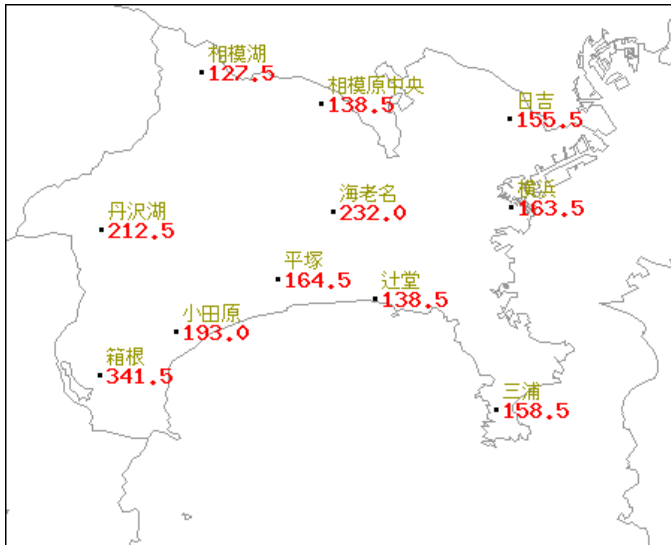 相模湖
127.5
相模原中央
138.5
日吉
155.5
海老名
232.0
横浜
163.5
丹沢湖
212.5
平塚
164.5
辻堂
138.5
小田原
193.0
箱根
341.5
三浦
158.5